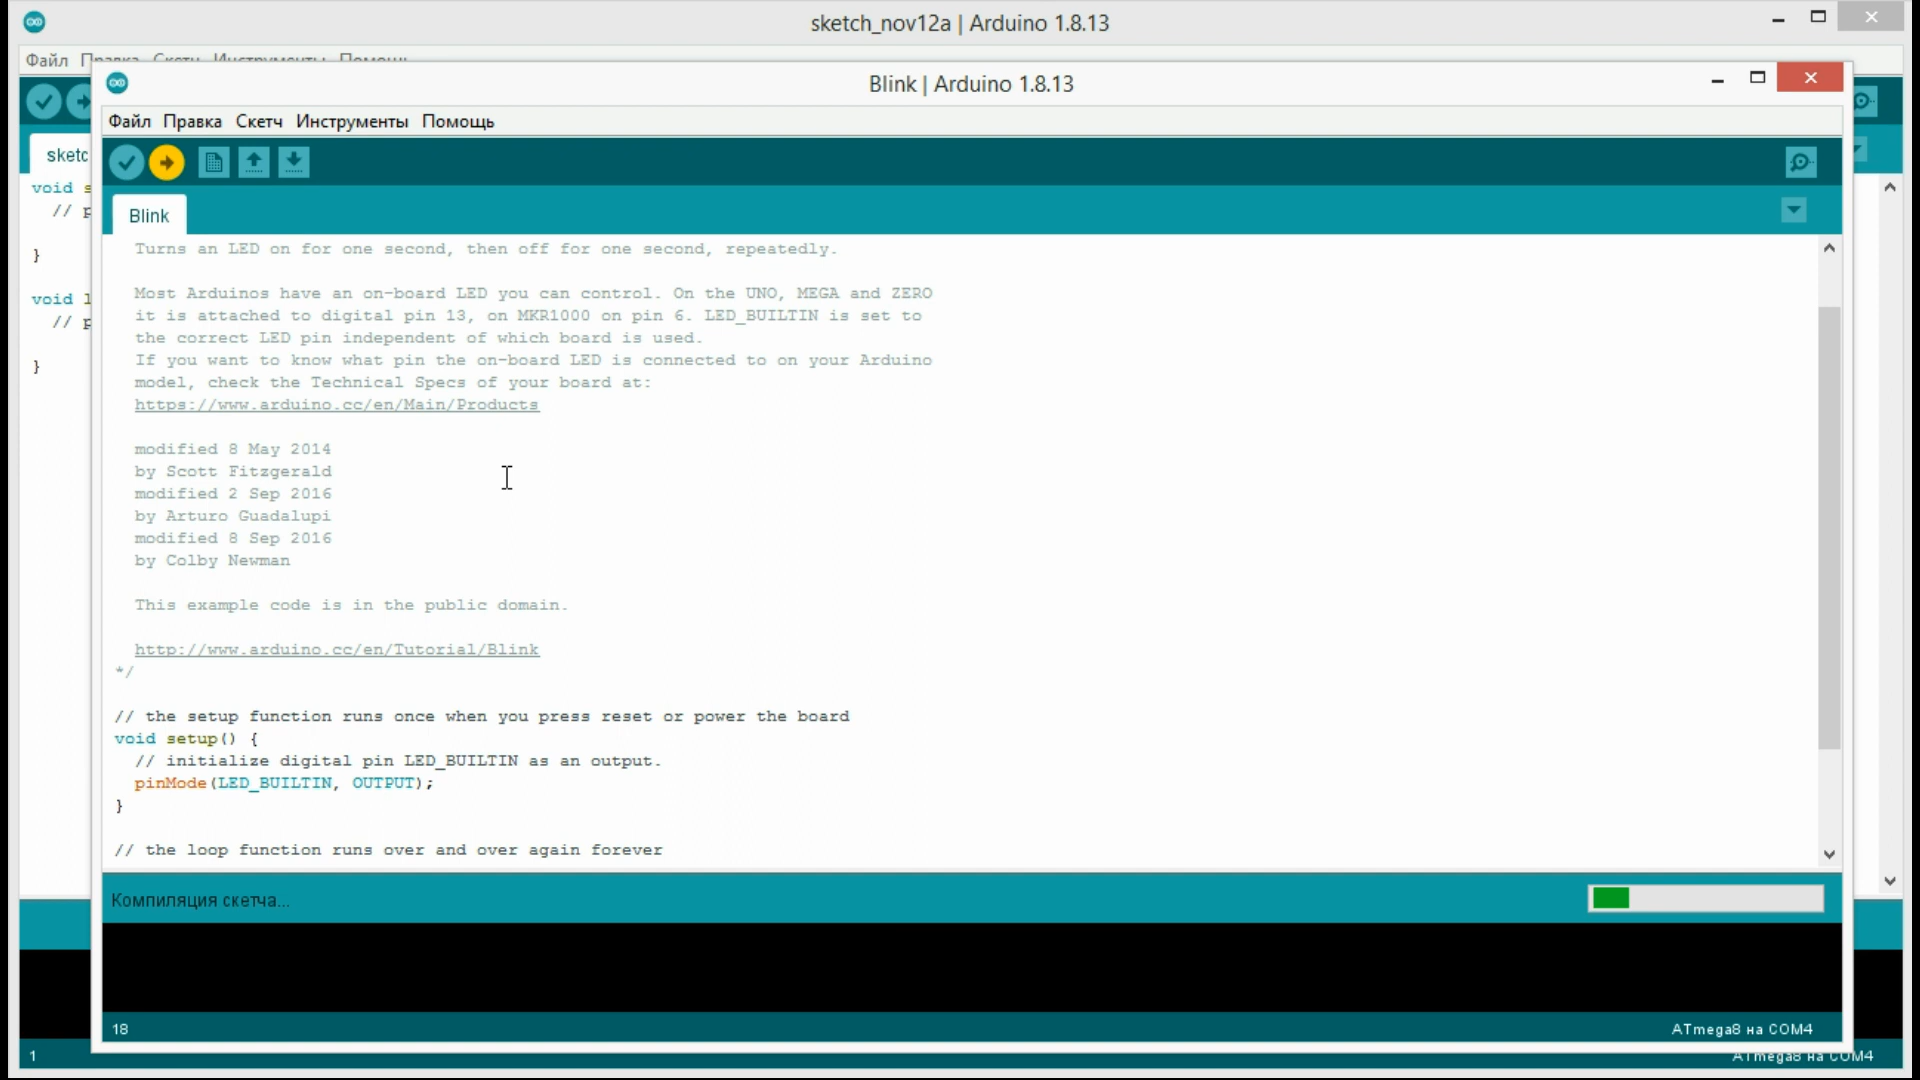 sketch_nov12a | Arduino 1.8.13
Файл Правка Скетч Инструменты Помощь
Blink | Arduino 1.8.13
Файл Правка Скетч Инструменты Помощь
sketc
Blink
void s
// p
}
void l
// p
}
Turns an LED on for one second, then off for one second, repeatedly.
Most Arduinos have an on-board LED you can control. On the UNO, MEGA and ZERO
it is attached to digital pin 13, on MKR1000 on pin 6. LED_BUILTIN is set to
the correct LED pin independent of which board is used.
If you want to know what pin the on-board LED is connected to on your Arduino
model, check the Technical Specs of your board at:
https://www.arduino.cc/en/Main/Products
modified 8 May 2014
by Scott Fitzgerald
modified 2 Sep 2016
by Arturo Guadalupi
modified 8 Sep 2016
by Colby Newman
This example code is in the public domain.
http://www.arduino.cc/en/Tutorial/Blink
*/
// the setup function runs once when you press reset or power the board
void setup() {
// initialize digital pin LED_BUILTIN as an output.
pinMode(LED_BUILTIN, OUTPUT);
}
// the loop function runs over and over again forever
Компиляция скетча...
18
ATmega8 на COM4
1
ATmega8 на COM4